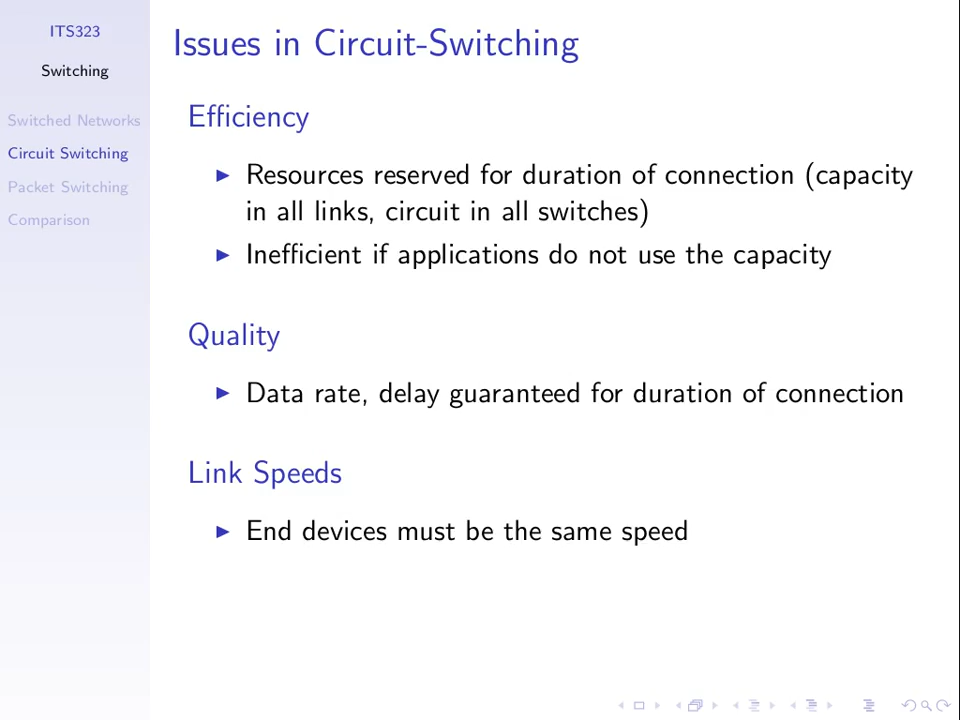 ITS323
Switching
Switched Networks
Circuit Switching
Packet Switching
Comparison
Issues in Circuit-Switching
Efficiency
Resources reserved for duration of connection (capacity
in all links, circuit in all switches)
Inefficient if applications do not use the capacity
Quality
Data rate, delay guaranteed for duration of connection
Link Speeds
End devices must be the same speed